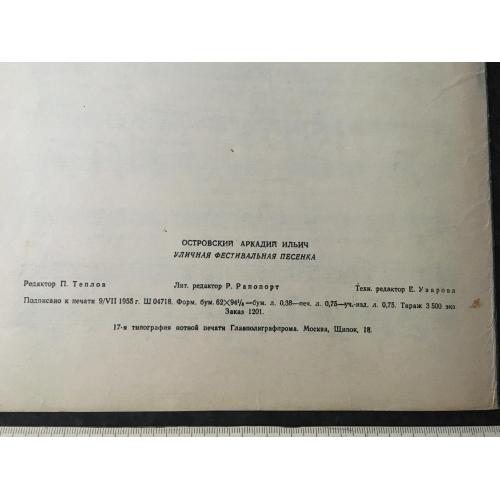 ОСТРОВСКИЙ АРКАДИЙ ИЛЬИЧ
УЛИЧНАЯ ФЕСТИВАЛЬНАЯ ПЕСЕНКА
Редактор П. Теплов Лит. редактор Р. Рапопорт Техн. редактор Е. Уварова
Подписано к печати 9/VII 1955 г. Ш 04718. Форм. бум. 62×94⅛—бум. л. 0,38—печ. л. 0,75—уч.-изд. л. 0,75. Тираж 3 500 экз.
Заказ 1201.
17-я типография нотной печати Главполиграфпрома. Москва, Щипок, 18.